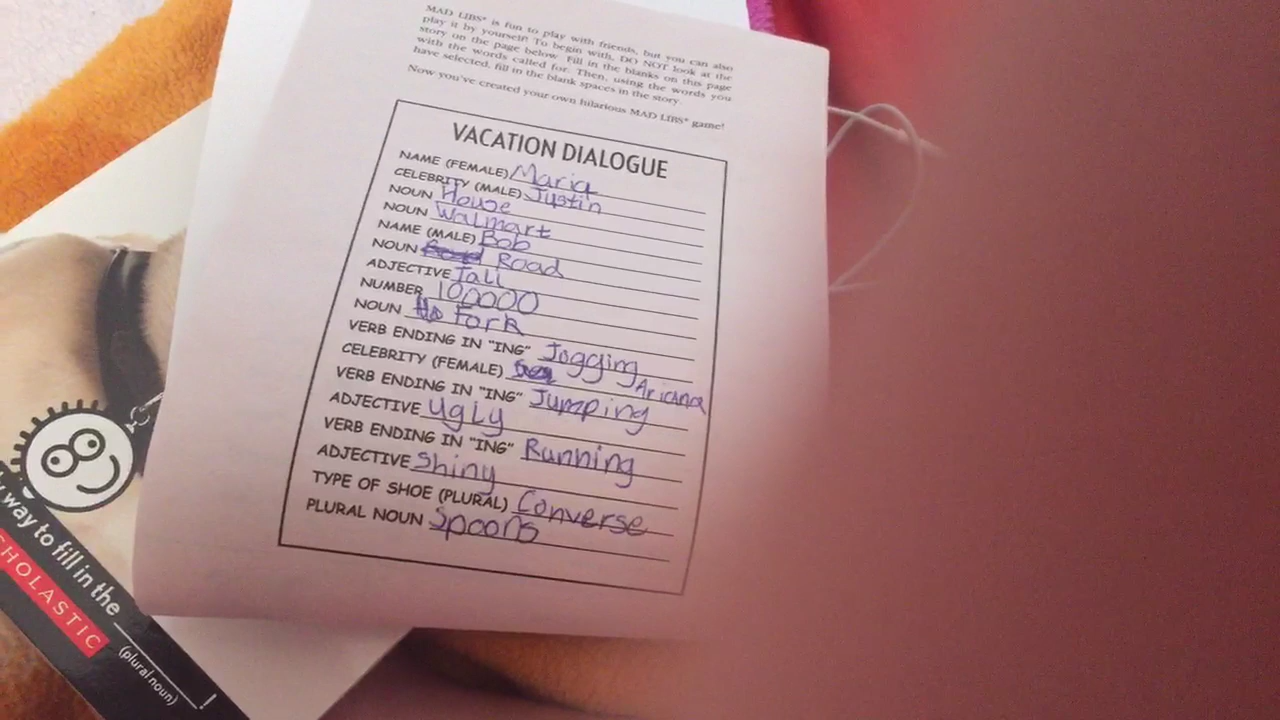 MAD LIBS® is fun to play with friends, but you can also
play it by yourself! To begin with, DO NOT look at the
story on the page below. Fill in the blanks on this page
with the words called for. Then, using the words you
have selected, fill in the blank spaces in the story.
Now you've created your own hilarious MAD LIBS® game!
VACATION DIALOGUE
NAME (FEMALE) Maria
CELEBRITY (MALE) Justin
NOUN House
NOUN Walmart
NAME (MALE) Bob
NOUN Road
ADJECTIVE Tall
NUMBER 100000
NOUN Fork
VERB ENDING IN "ING" Jogging
CELEBRITY (FEMALE) Ariana
VERB ENDING IN "ING" Jumping
ADJECTIVE Ugly
VERB ENDING IN "ING" Running
ADJECTIVE Shiny
TYPE OF SHOE (PLURAL) Converse
PLURAL NOUN Spoons
way to fill in the !
(plural noun)
SCHOLASTIC